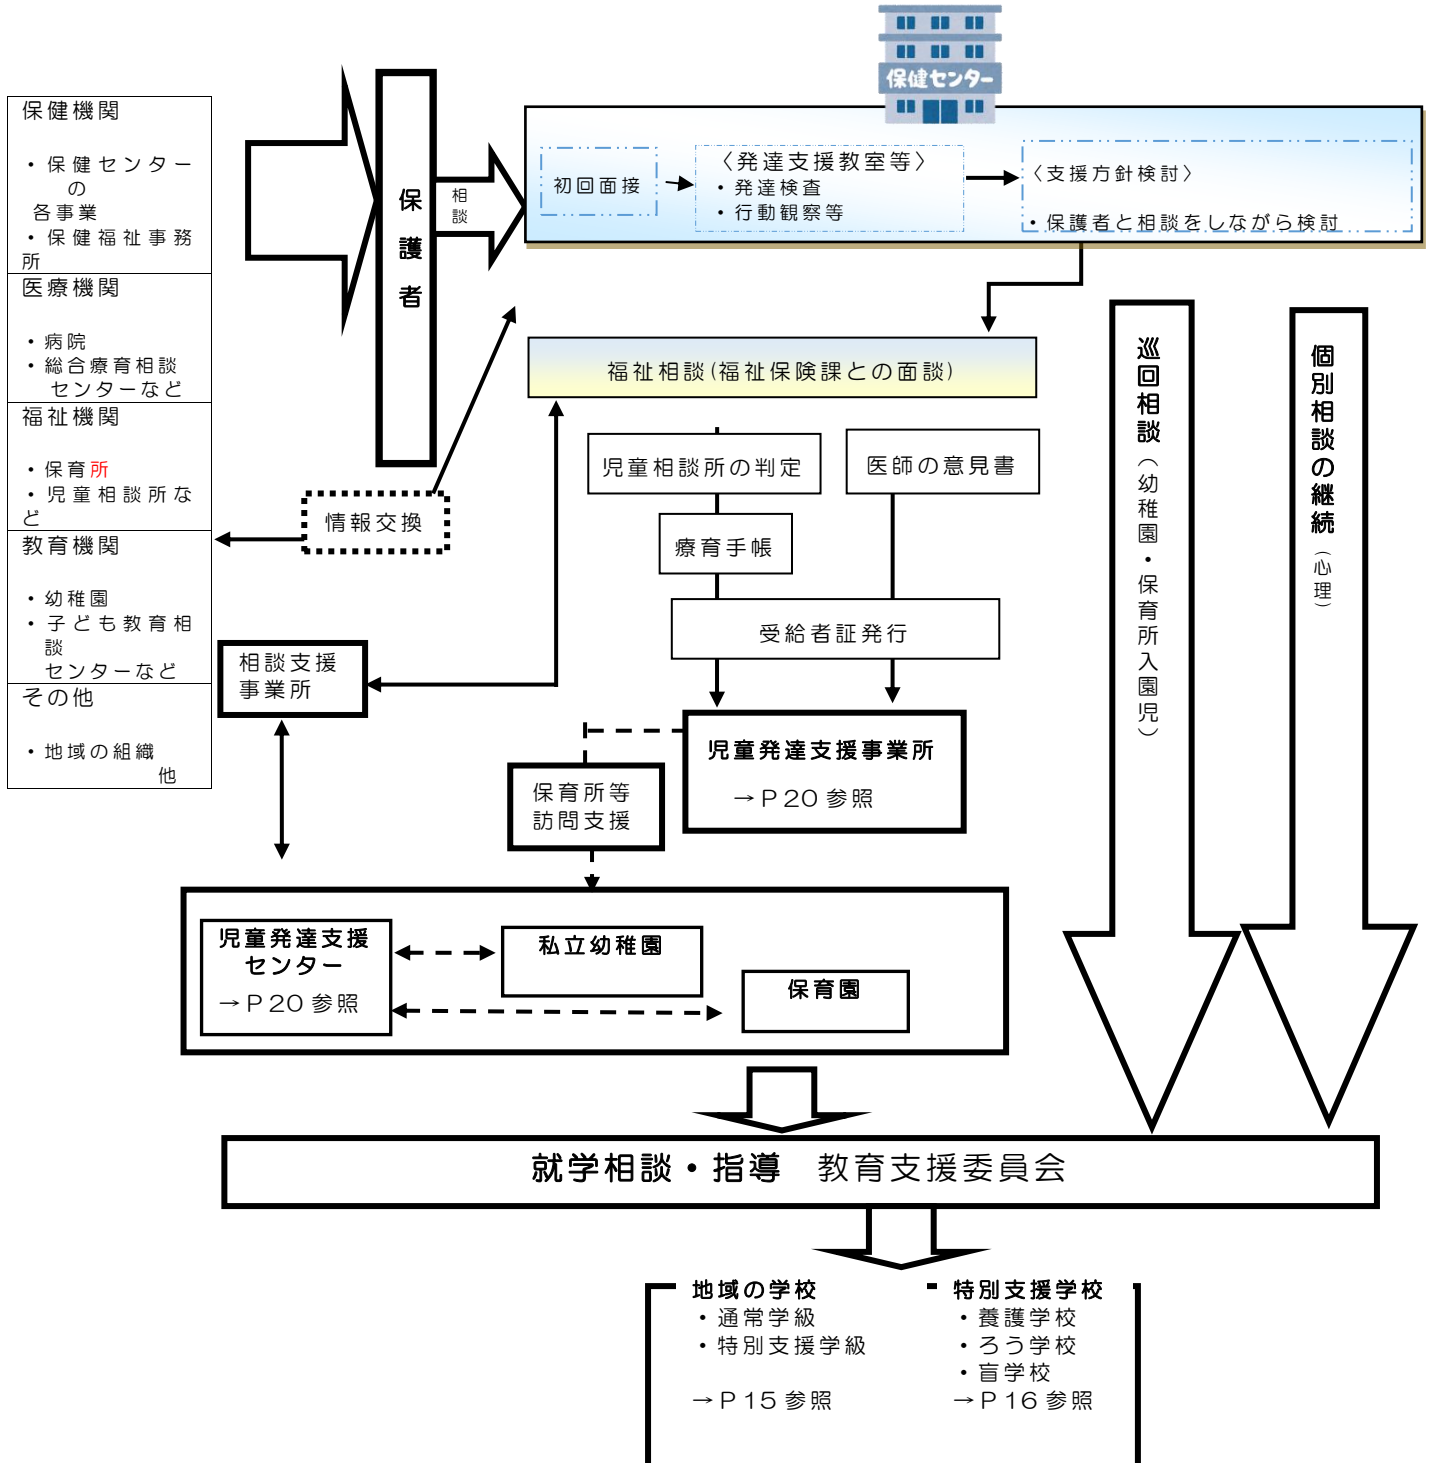 保健センター
保健機関
・保健センター
の
各事業
・保健福祉事務
所
医療機関
・病院
・総合療育相談
センターなど
福祉機関
・保育所
・児童相談所な
ど
教育機関
・幼稚園
・子ども教育相
談
センターなど
その他
・地域の組織
他
保護者
相談
初回面接
〈発達支援教室等〉
・発達検査
・行動観察等
〈支援方針検討〉
・保護者と相談をしながら検討
福祉相談(福祉保険課との面談)
児童相談所の判定
医師の意見書
情報交換
療育手帳
受給者証発行
相談支援
事業所
児童発達支援事業所
→P20参照
保育所等
訪問支援
巡回相談(幼稚園・保育所入園児)
個別相談の継続(心理)
児童発達支援
センター
→P20参照
私立幼稚園
保育園
就学相談・指導 教育支援委員会
地域の学校
・通常学級
・特別支援学級
→P15参照
特別支援学校
・養護学校
・ろう学校
・盲学校
→P16参照